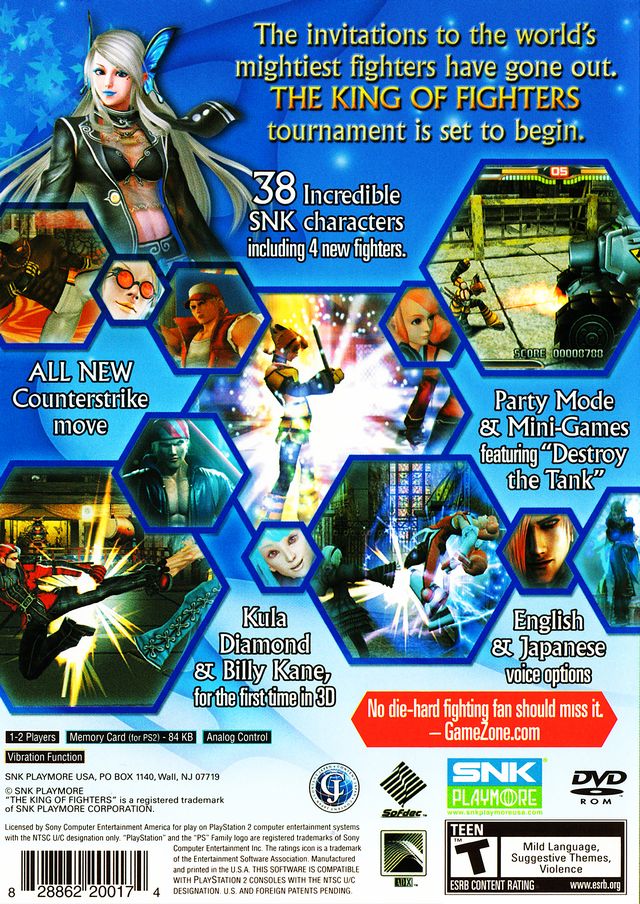 The invitations to the world's
mightiest fighters have gone out.
THE KING OF FIGHTERS
tournament is set to begin.
38 Incredible
SNK characters
including 4 new fighters.
05
SCORE 00008700
ALL NEW
Counterstrike
move
Party Mode
& Mini-Games
featuring "Destroy
the Tank"
Kula
Diamond
& Billy Kane,
for the first time in 3D
English
& Japanese
voice options
No die-hard fighting fan should miss it.
– GameZone.com
1-2 Players
Memory Card (for PS2) - 84 KB
Analog Control
Vibration Function
SNK PLAYMORE USA, PO BOX 1140, Wall, NJ 07719
© SNK PLAYMORE
"THE KING OF FIGHTERS" is a registered trademark
of SNK PLAYMORE CORPORATION.
Sofdec™
SNK
PLAYMORE
www.snkplaymoreusa.com
DVD
ROM
Licensed by Sony Computer Entertainment America for play on PlayStation 2 computer entertainment systems
with the NTSC U/C designation only. "PlayStation" and the "PS" Family logo are registered trademarks of Sony
Computer Entertainment Inc. The ratings icon is a trademark
of the Entertainment Software Association. Manufactured
and printed in the U.S.A. THIS SOFTWARE IS COMPATIBLE
WITH PLAYSTATION 2 CONSOLES WITH THE NTSC U/C
DESIGNATION. U.S. AND FOREIGN PATENTS PENDING.
8 28862 20017 4
ADX ™
TEEN
T
Mild Language,
Suggestive Themes,
Violence
ESRB CONTENT RATING www.esrb.org